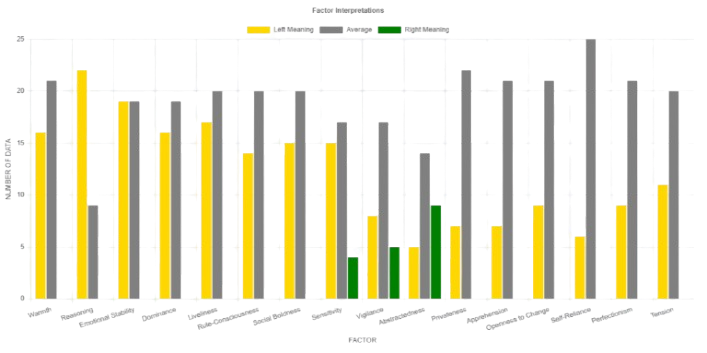 Factor Interpretations
Left Meaning Average Right Meaning
25
20
15
10
5
0
NUMBER OF DATA
Warmth
Reasoning
Emotional Stability
Dominance
Liveliness
Rule-Consciousness
Social Boldness
Sensitivity
Vigilance
Abstractedness
Privateness
Apprehension
Openness to Change
Self-Reliance
Perfectionism
Tension
FACTOR